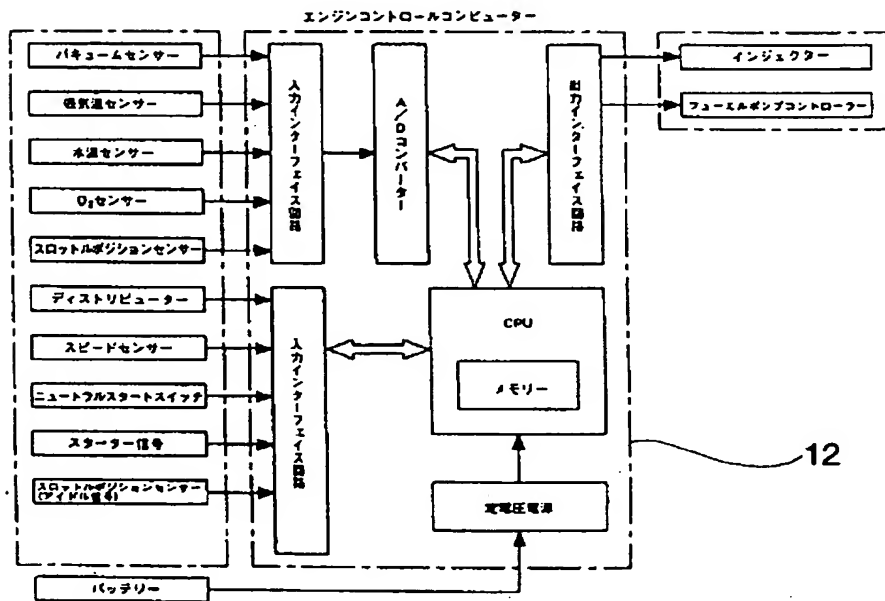 エンジンコントロールコンピューター
バキュームセンサー
吸気温センサー
水温センサー
O₂センサー
スロットルポジションセンサー
ディストリビューター
スピードセンサー
ニュートラルスタートスイッチ
スターター信号
スロットルポジションセンサー
(アイドル信号)
バッテリー
入力インターフェイス回路
入力インターフェイス回路
A/Dコンバーター
出力インターフェイス回路
CPU
メモリー
定電圧電源
インジェクター
フューエルポンプコントローラー
12